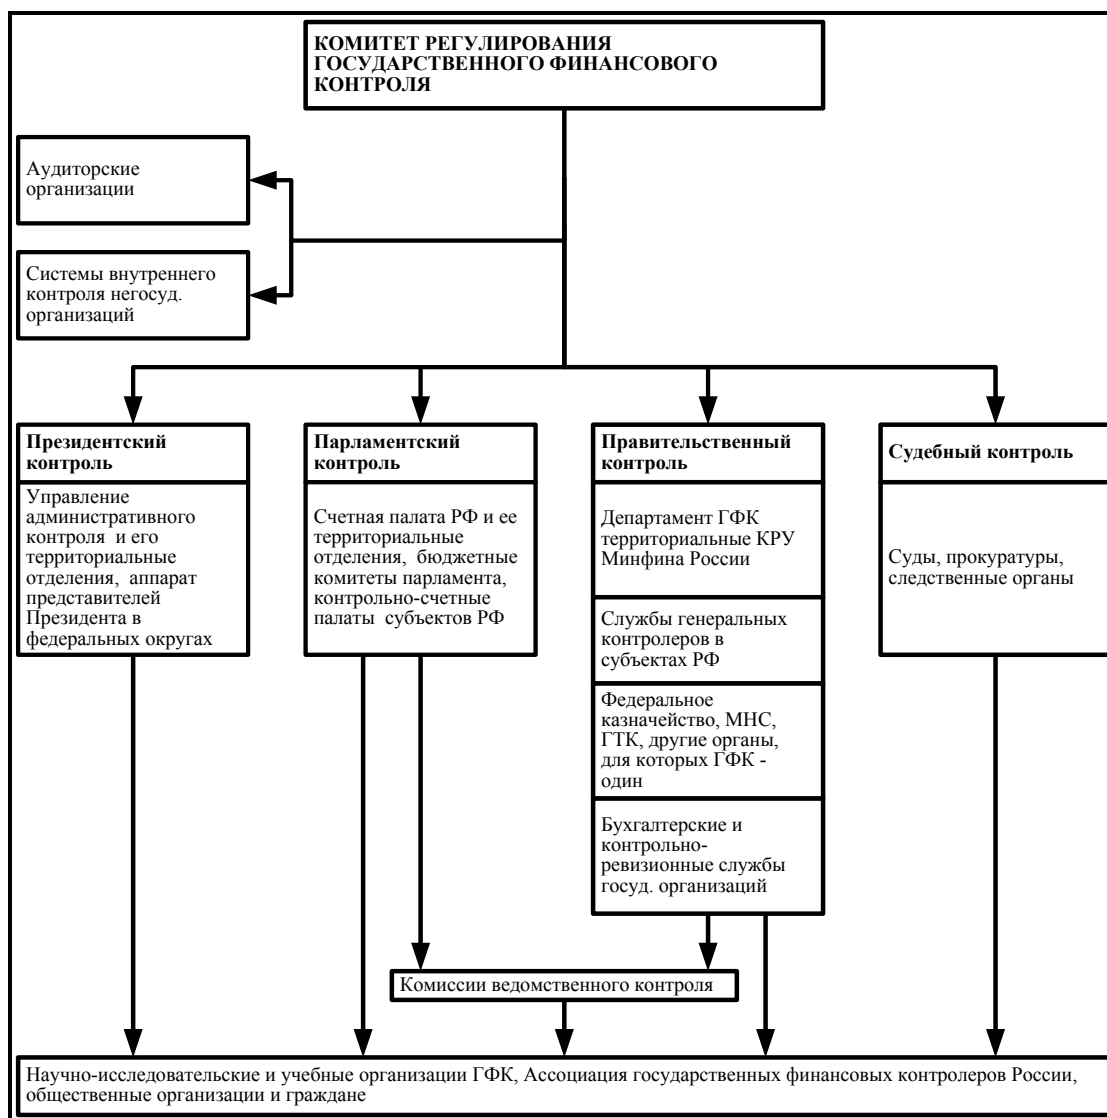 КОМИТЕТ РЕГУЛИРОВАНИЯ
ГОСУДАРСТВЕННОГО ФИНАНСОВОГО
КОНТРОЛЯ
Аудиторские
организации
Системы внутреннего
контроля негосуд.
организаций
Президентский
контроль
Управление
административного
контроля и его
территориальные
отделения, аппарат
представителей
Президента в
федеральных округах
Парламентский
контроль
Счетная палата РФ и ее
территориальные
отделения, бюджетные
комитеты парламента,
контрольно-счетные
палаты субъектов РФ
Правительственный
контроль
Департамент ГФК
территориальные КРУ
Минфина России
Службы генеральных
контролеров в
субъектах РФ
Федеральное
казначейство, МНС,
ГТК, другие органы,
для которых ГФК -
один
Бухгалтерские и
контрольно-
ревизионные службы
госуд. организаций
Судебный контроль
Суды, прокуратуры,
следственные органы
Комиссии ведомственного контроля
Научно-исследовательские и учебные организации ГФК, Ассоциация государственных финансовых контролеров России,
общественные организации и граждане